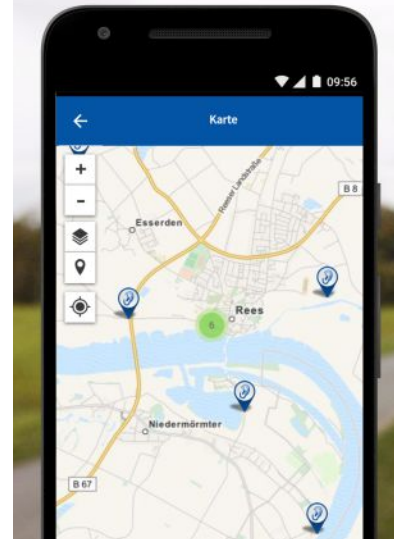 09:56
Karte
+
-
B 8
Reeser Landstraße
Esserden
Rees
6
Niedermörmter
B 67